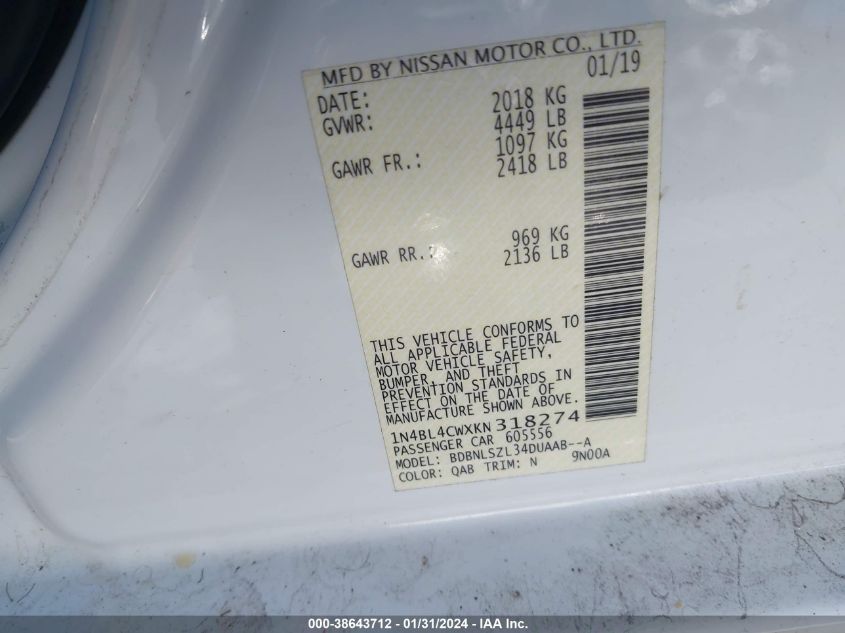 MFD BY NISSAN MOTOR CO., LTD.
DATE: 01/19
GVWR: 2018 KG
4449 LB
GAWR FR.: 1097 KG
2418 LB
GAWR RR.: 969 KG
2136 LB
THIS VEHICLE CONFORMS TO
ALL APPLICABLE FEDERAL
MOTOR VEHICLE SAFETY,
BUMPER, AND THEFT
PREVENTION STANDARDS IN
EFFECT ON THE DATE OF
MANUFACTURE SHOWN ABOVE.
1N4BL4CWXKN318274
PASSENGER CAR 605556
MODEL: BDBNLSZL34DUAAB--A
COLOR: QAB TRIM: N 9N00A
000-38643712 - 01/31/2024 - IAA Inc.